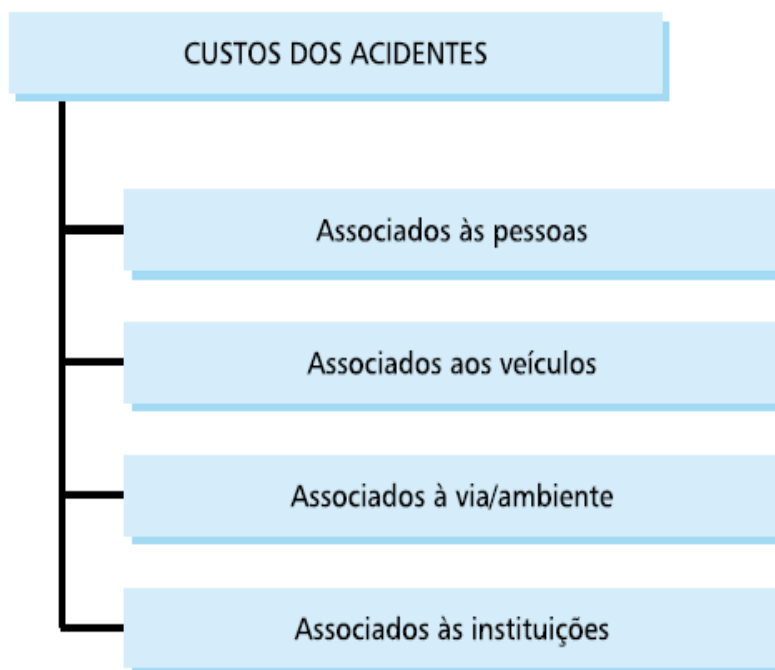 CUSTOS DOS ACIDENTES
Associados às pessoas
Associados aos veículos
Associados à via/ambiente
Associados às instituições